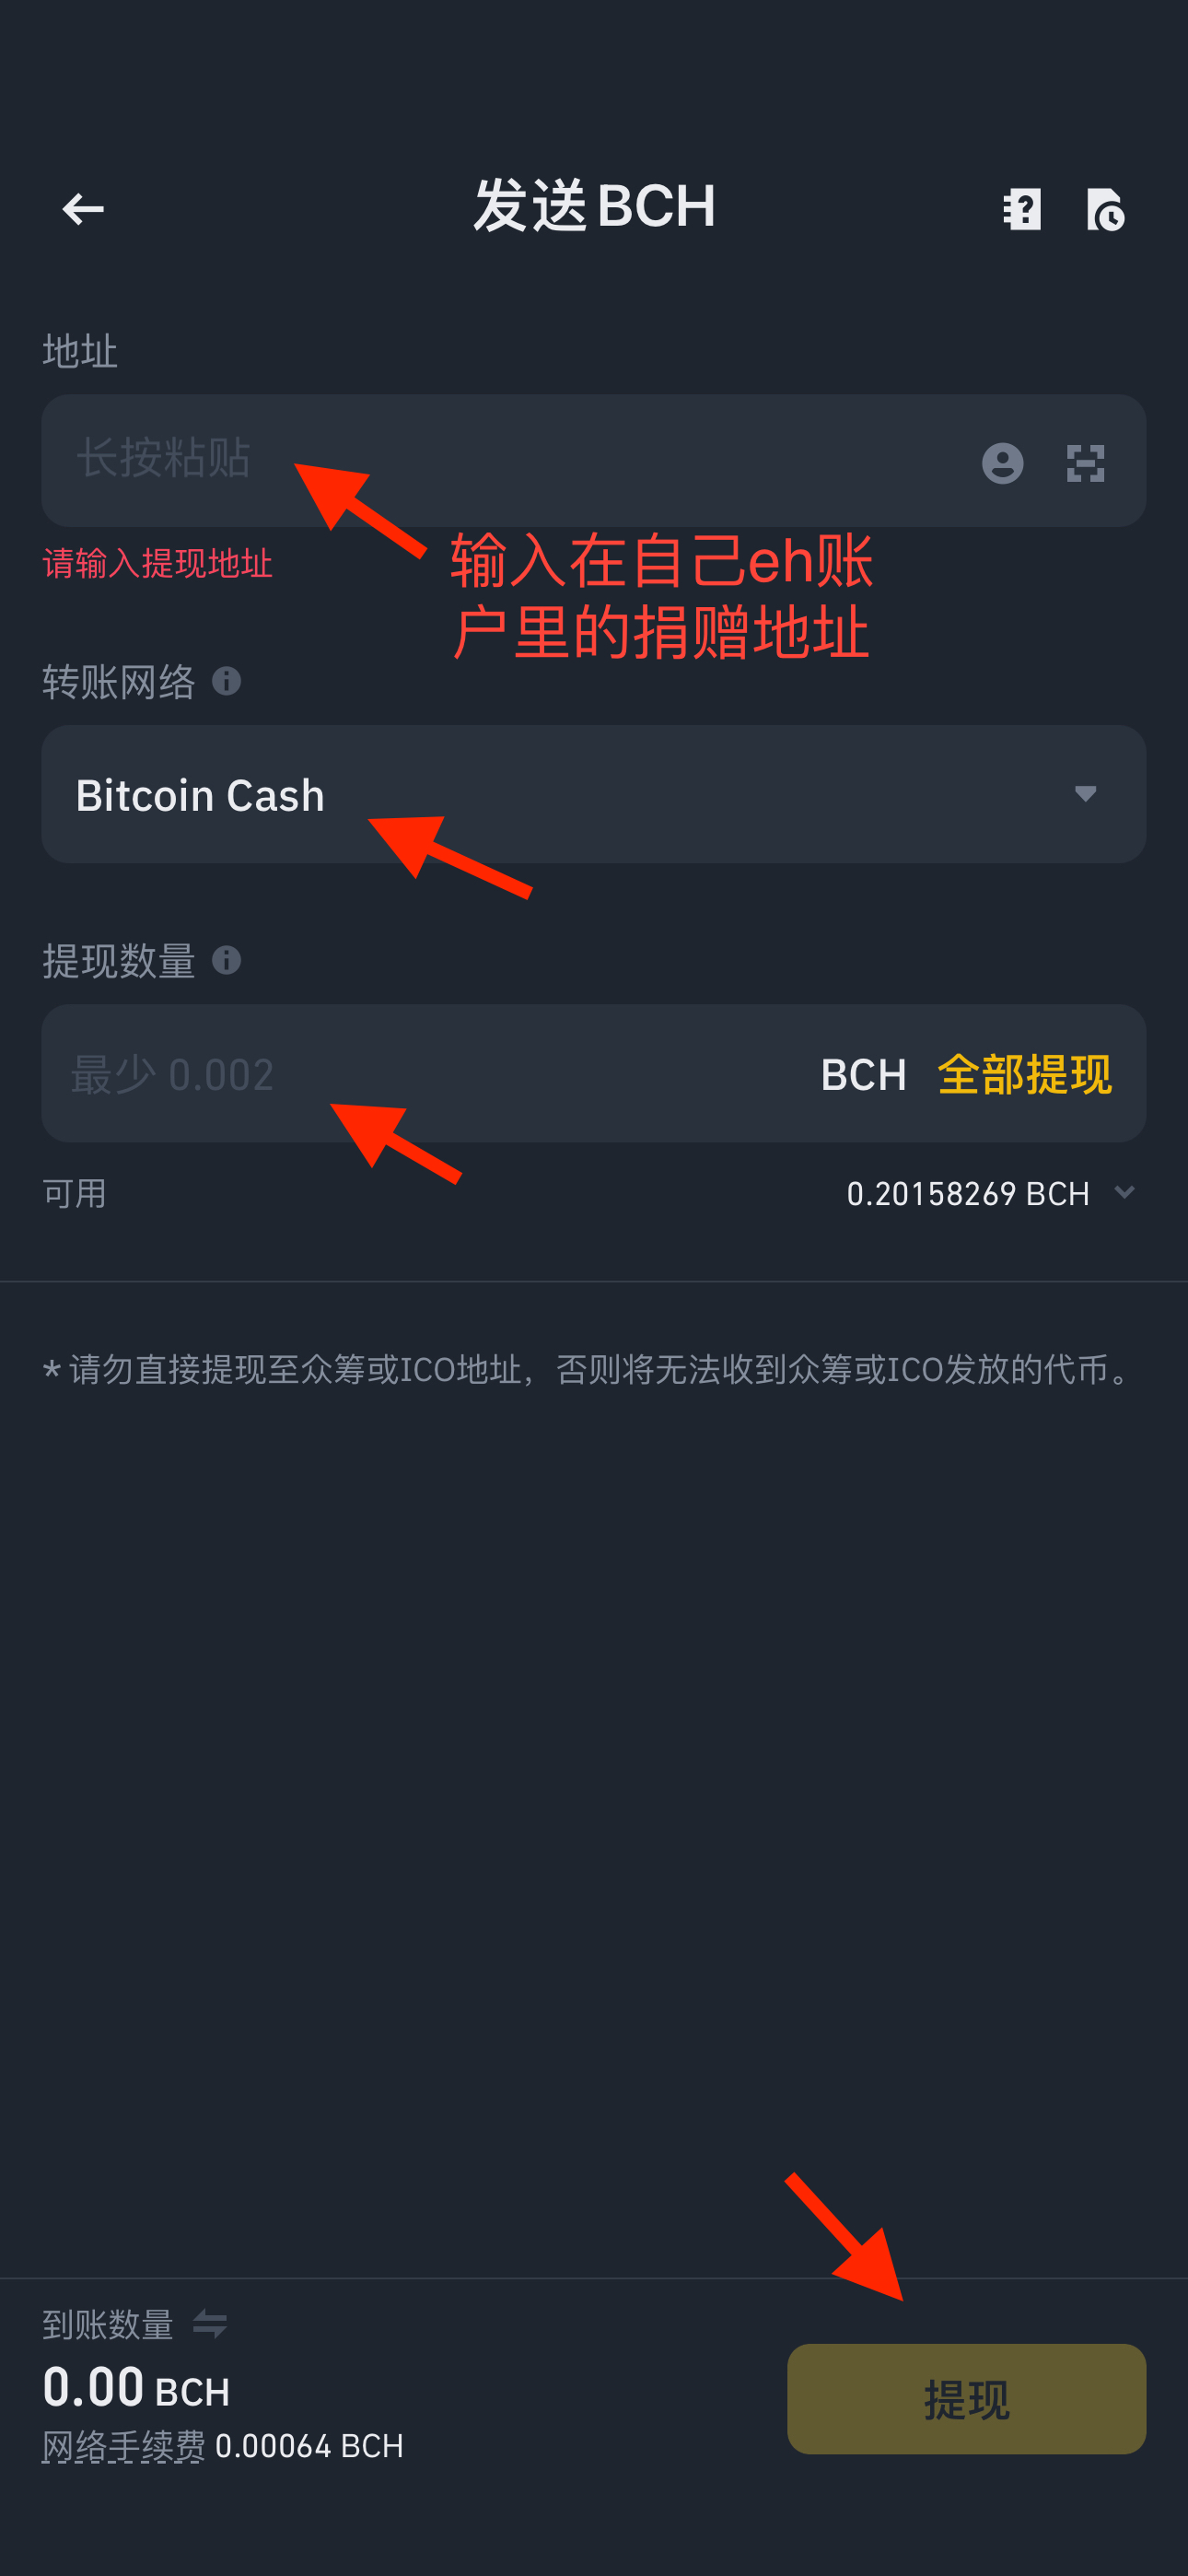 发送 BCH
地址
长按粘贴
请输入提现地址
输入在自己eh账
户里的捐赠地址
转账网络
Bitcoin Cash
提现数量
最少 0.002 BCH 全部提现
可用 0.20158269 BCH
* 请勿直接提现至众筹或ICO地址，否则将无法收到众筹或ICO发放的代币。
到账数量
0.00 BCH
网络手续费 0.00064 BCH
提现